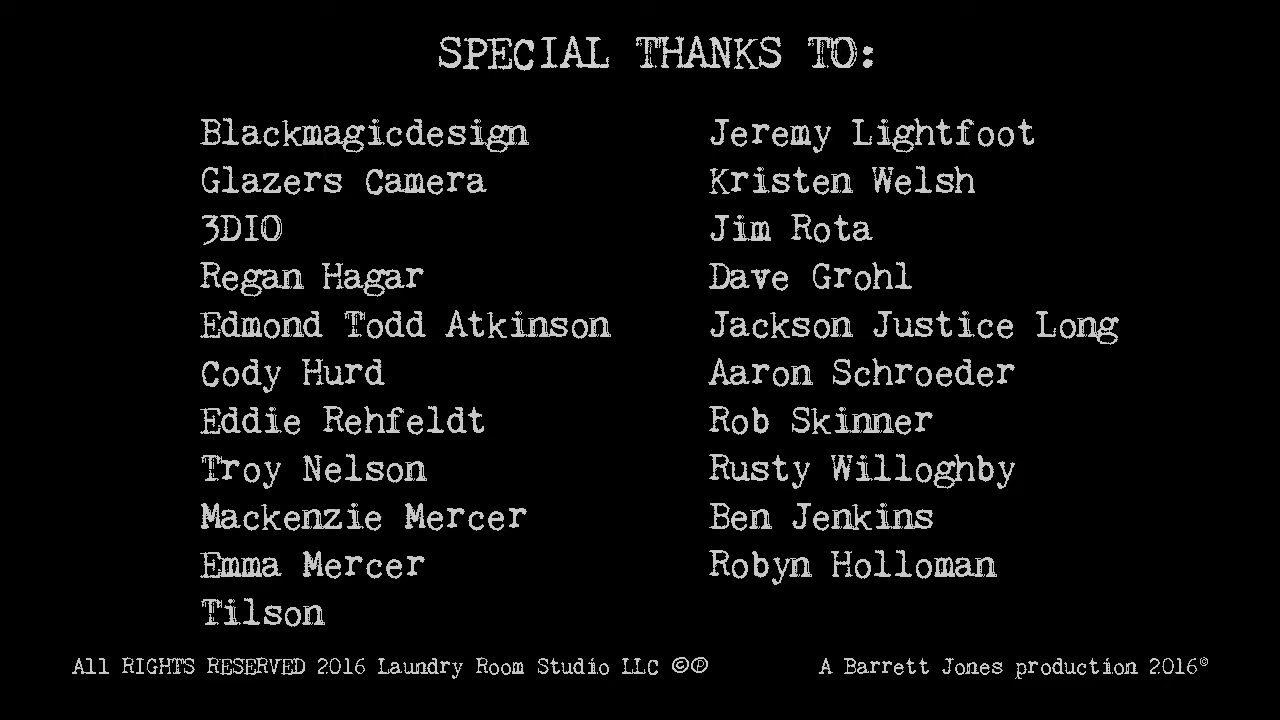 SPECIAL THANKS TO:
Blackmagicdesign
Glazers Camera
3DIO
Regan Hagar
Edmond Todd Atkinson
Cody Hurd
Eddie Rehfeldt
Troy Nelson
Mackenzie Mercer
Emma Mercer
Tilson
Jeremy Lightfoot
Kristen Welsh
Jim Rota
Dave Grohl
Jackson Justice Long
Aaron Schroeder
Rob Skinner
Rusty Willoghby
Ben Jenkins
Robyn Holloman
All RIGHTS RESERVED 2016 Laundry Room Studio LLC ©℗
A Barrett Jones production 2016©